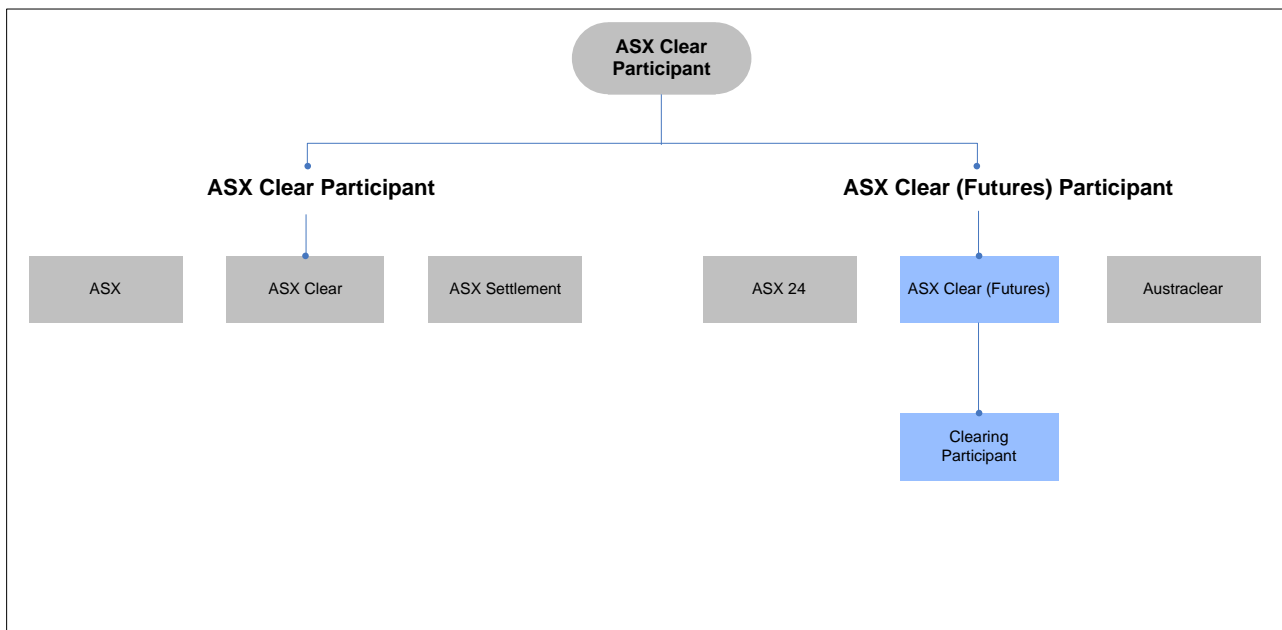 ASX Clear
Participant
ASX Clear Participant
ASX Clear (Futures) Participant
ASX
ASX Clear
ASX Settlement
ASX 24
ASX Clear (Futures)
Austraclear
Clearing
Participant